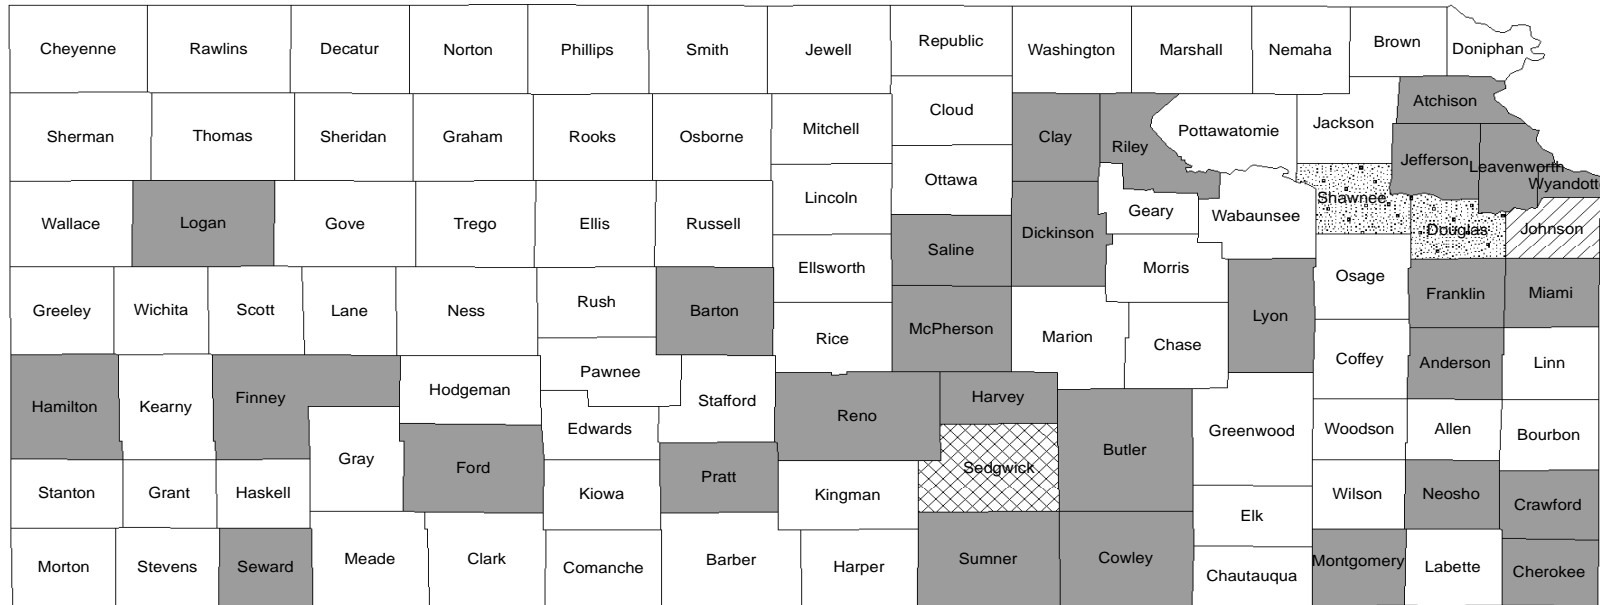 Cheyenne
Rawlins
Decatur
Norton
Phillips
Smith
Jewell
Republic
Washington
Marshall
Nemaha
Brown
Doniphan
Sherman
Thomas
Sheridan
Graham
Rooks
Osborne
Mitchell
Cloud
Clay
Riley
Pottawatomie
Jackson
Atchison
Jefferson
Leavenworth
Wyandott
Wallace
Logan
Gove
Trego
Ellis
Russell
Lincoln
Ottawa
Saline
Dickinson
Geary
Wabaunsee
Shawnee
Douglas
Johnson
Ellsworth
Morris
Osage
Franklin
Miami
Greeley
Wichita
Scott
Lane
Ness
Rush
Barton
Rice
McPherson
Marion
Chase
Lyon
Coffey
Anderson
Linn
Hamilton
Kearny
Finney
Hodgeman
Pawnee
Stafford
Reno
Harvey
Butler
Greenwood
Woodson
Allen
Bourbon
Gray
Ford
Edwards
Pratt
Kingman
Sedgwick
Stanton
Grant
Haskell
Kiowa
Elk
Wilson
Neosho
Crawford
Morton
Stevens
Seward
Meade
Clark
Comanche
Barber
Harper
Sumner
Cowley
Chautauqua
Montgomery
Labette
Cherokee